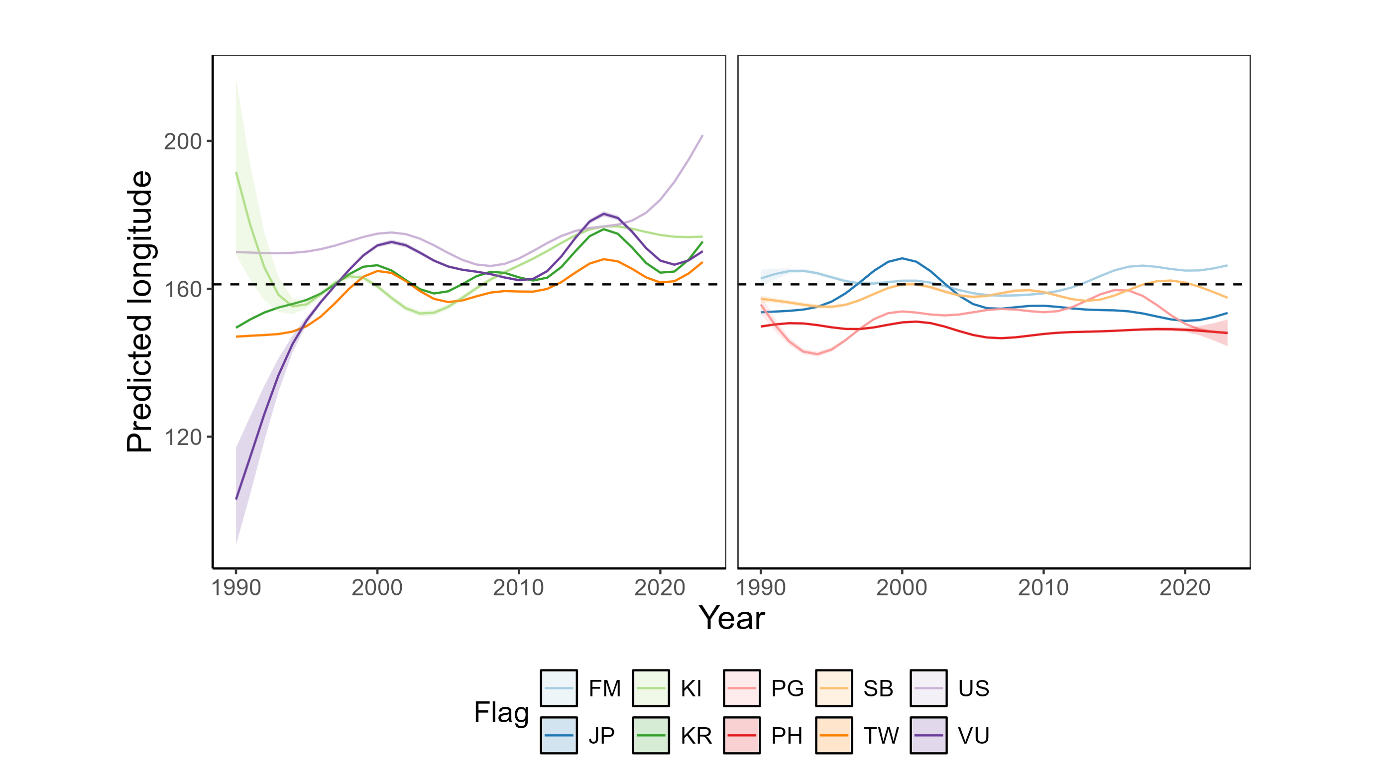 Predicted longitude
200
160
120
1990 2000 2010 2020 1990 2000 2010 2020
Year
Flag
FM KI PG SB US
JP KR PH TW VU